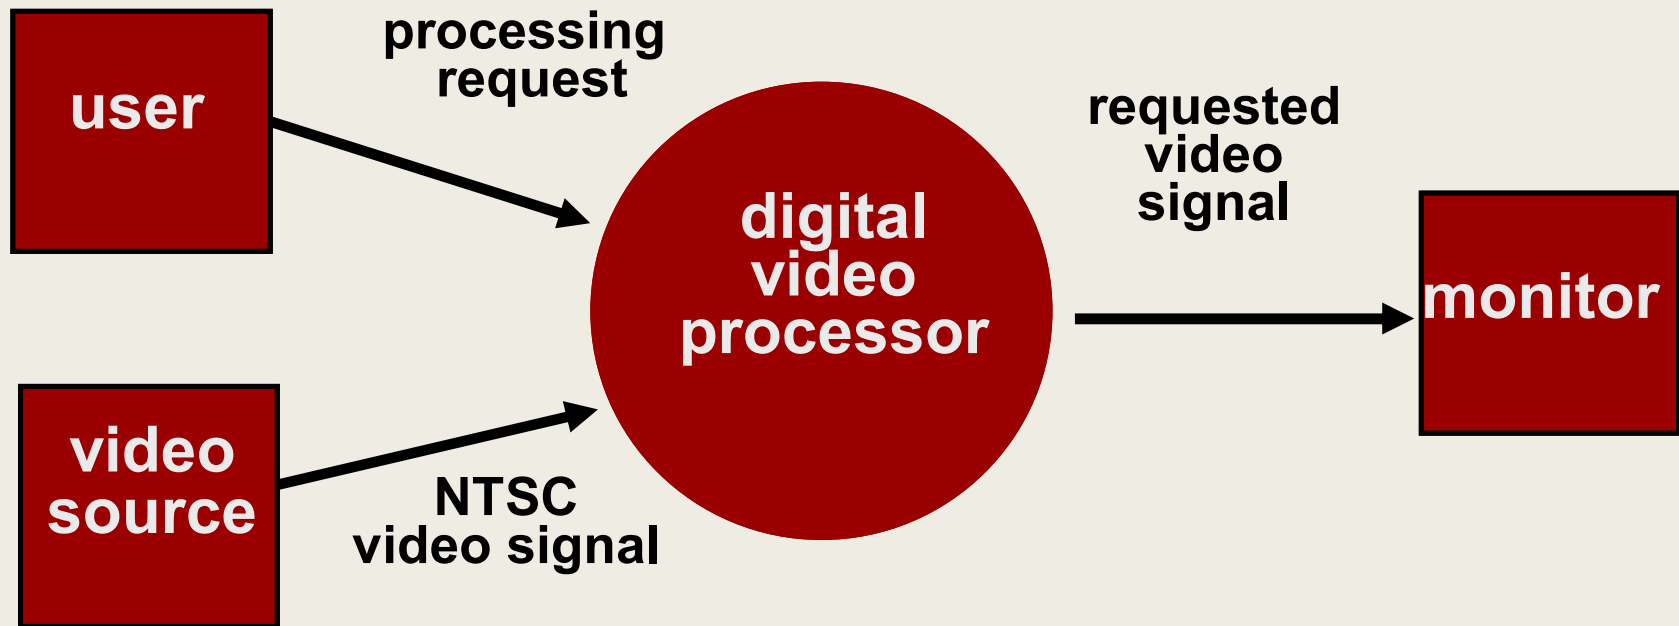 user
processing
request
digital
video
processor
requested
video
signal
monitor
video
source
NTSC
video signal